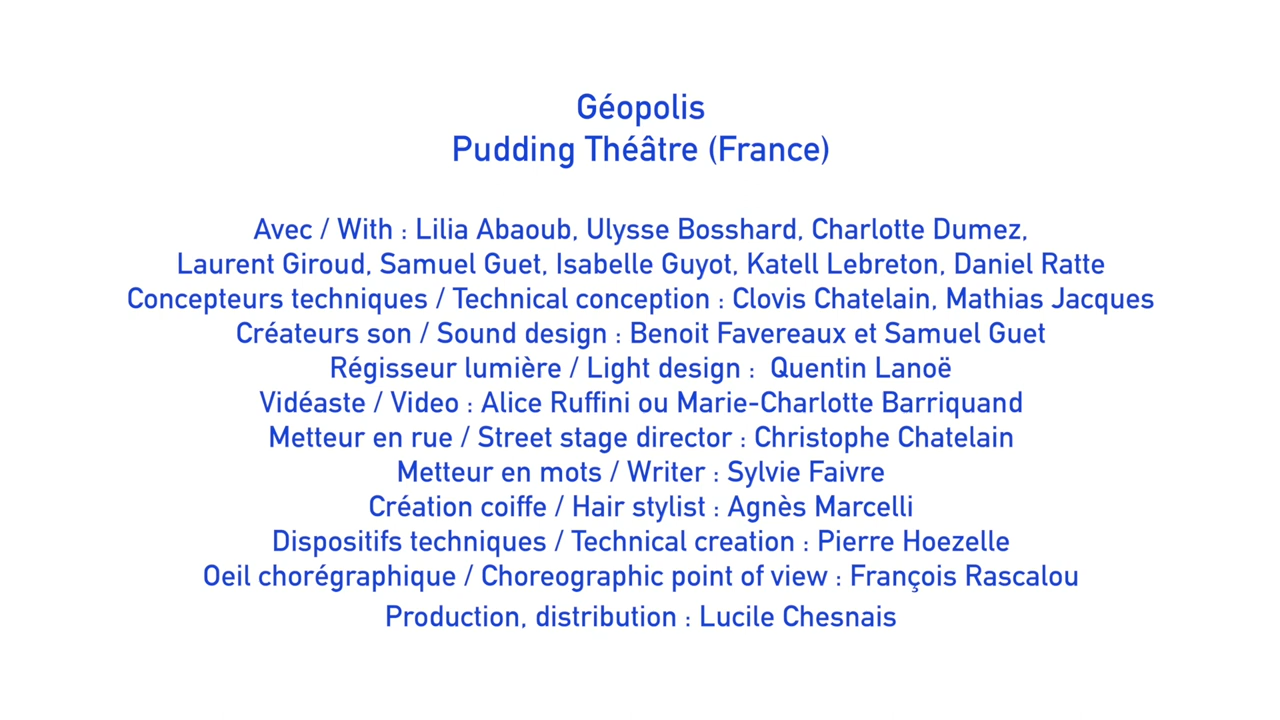 Géopolis
Pudding Théâtre (France)
Avec / With : Lilia Abaoub, Ulysse Bosshard, Charlotte Dumez,
Laurent Giroud, Samuel Guet, Isabelle Guyot, Katell Lebreton, Daniel Ratte
Concepteurs techniques / Technical conception : Clovis Chatelain, Mathias Jacques
Créateurs son / Sound design : Benoit Favereaux et Samuel Guet
Régisseur lumière / Light design :  Quentin Lanoë
Vidéaste / Video : Alice Ruffini ou Marie-Charlotte Barriquand
Metteur en rue / Street stage director : Christophe Chatelain
Metteur en mots / Writer : Sylvie Faivre
Création coiffe / Hair stylist : Agnès Marcelli
Dispositifs techniques / Technical creation : Pierre Hoezelle
Oeil chorégraphique / Choreographic point of view : François Rascalou
Production, distribution : Lucile Chesnais